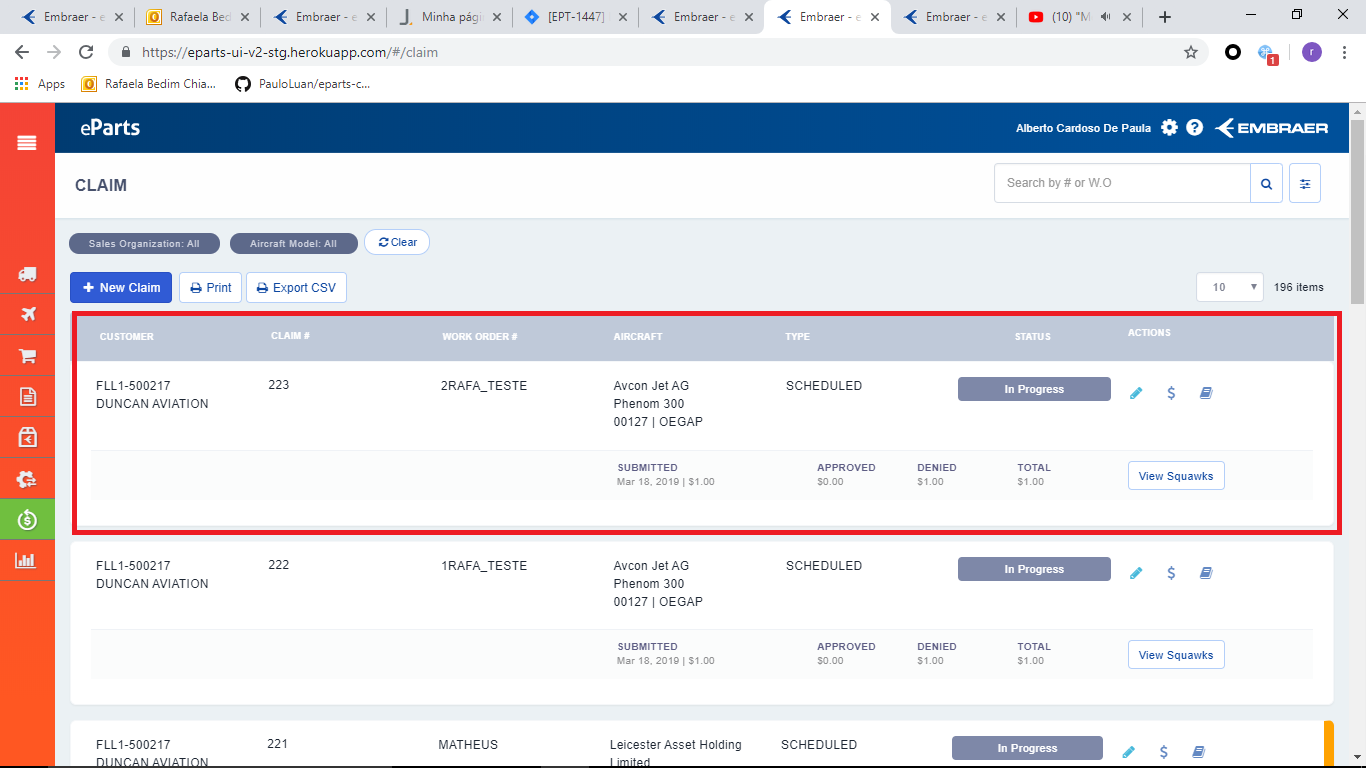 Embraer - e
Rafaela Bed
Embraer - e
Minha pági
[EPT-1447]
Embraer - e
Embraer - e
Embraer - e
(10) "M
https://eparts-ui-v2-stg.herokuapp.com/#/claim
1
r
Apps
Rafaela Bedim Chia...
PauloLuan/eparts-c...
eParts
Alberto Cardoso De Paula
EMBRAER
CLAIM
Search by # or W.O
Sales Organization: All
Aircraft Model: All
Clear
New Claim
Print
Export CSV
10
196 items
CUSTOMER CLAIM # WORK ORDER # AIRCRAFT TYPE STATUS ACTIONS
FLL1-500217 223 2RAFA_TESTE Avcon Jet AG SCHEDULED In Progress
DUNCAN AVIATION Phenom 300
00127 | OEGAP
SUBMITTED APPROVED DENIED TOTAL
Mar 18, 2019 | $1.00 $0.00 $1.00 $1.00
View Squawks
FLL1-500217 222 1RAFA_TESTE Avcon Jet AG SCHEDULED In Progress
DUNCAN AVIATION Phenom 300
00127 | OEGAP
SUBMITTED APPROVED DENIED TOTAL
Mar 18, 2019 | $1.00 $0.00 $1.00 $1.00
View Squawks
FLL1-500217 221 MATHEUS Leicester Asset Holding SCHEDULED In Progress
DUNCAN AVIATION Limited